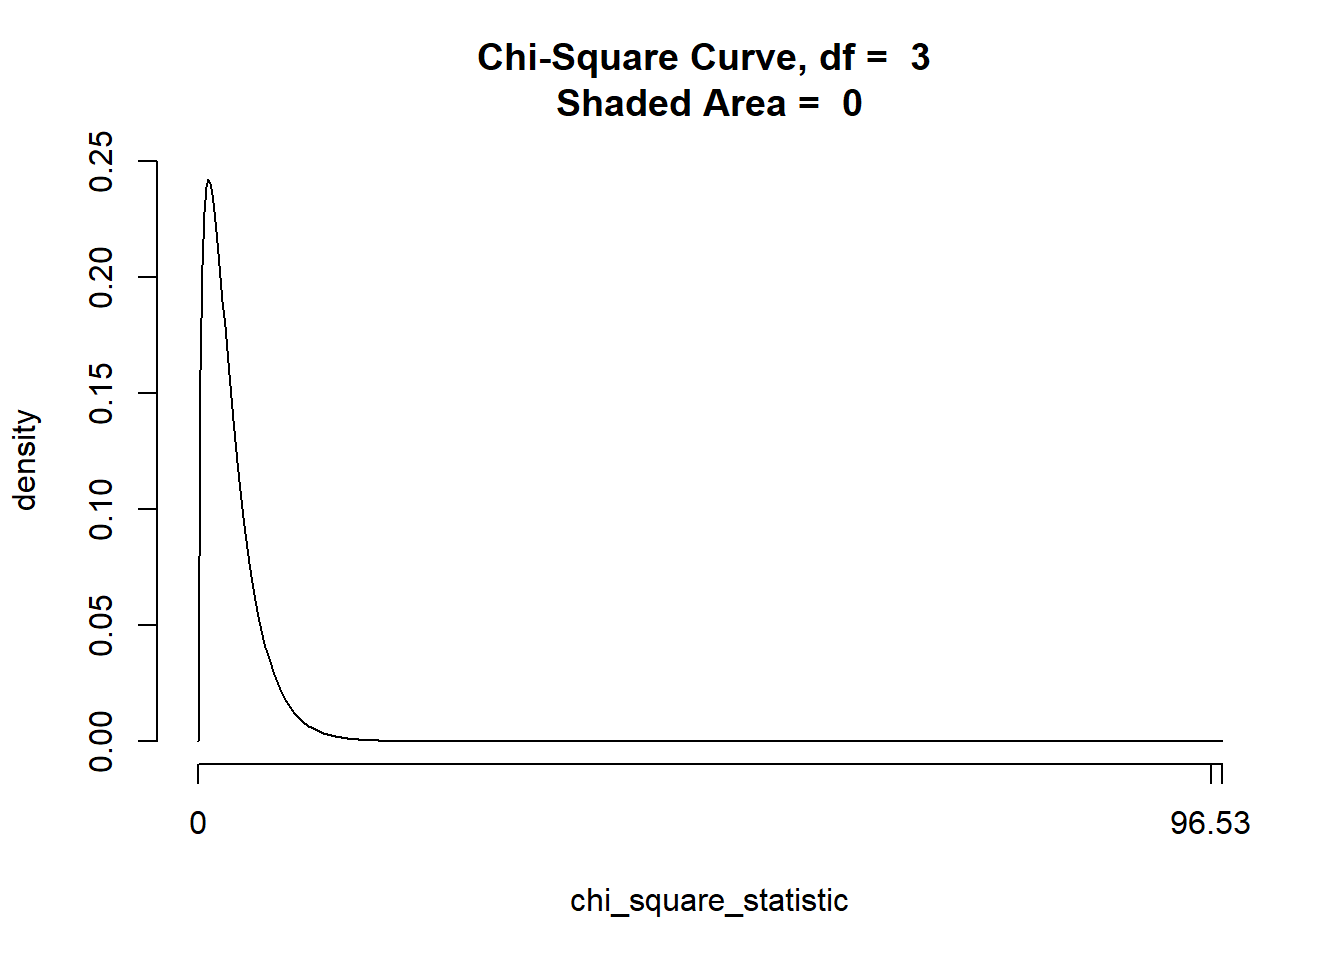 Chi-Square Curve, df =  3
Shaded Area =  0
density
0.25
0.20
0.15
0.10
0.05
0.00
0
96.53
chi_square_statistic